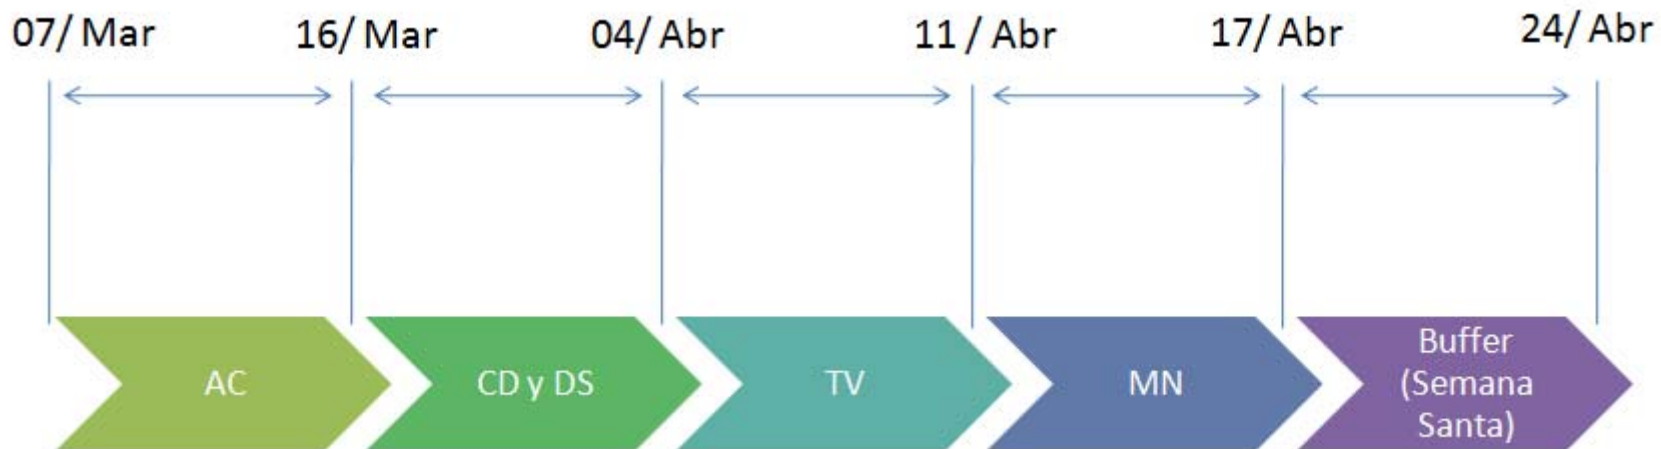 07/ Mar
16/ Mar
04/ Abr
11 / Abr
17/ Abr
24/ Abr
AC
CD y DS
TV
MN
Buffer
(Semana
Santa)